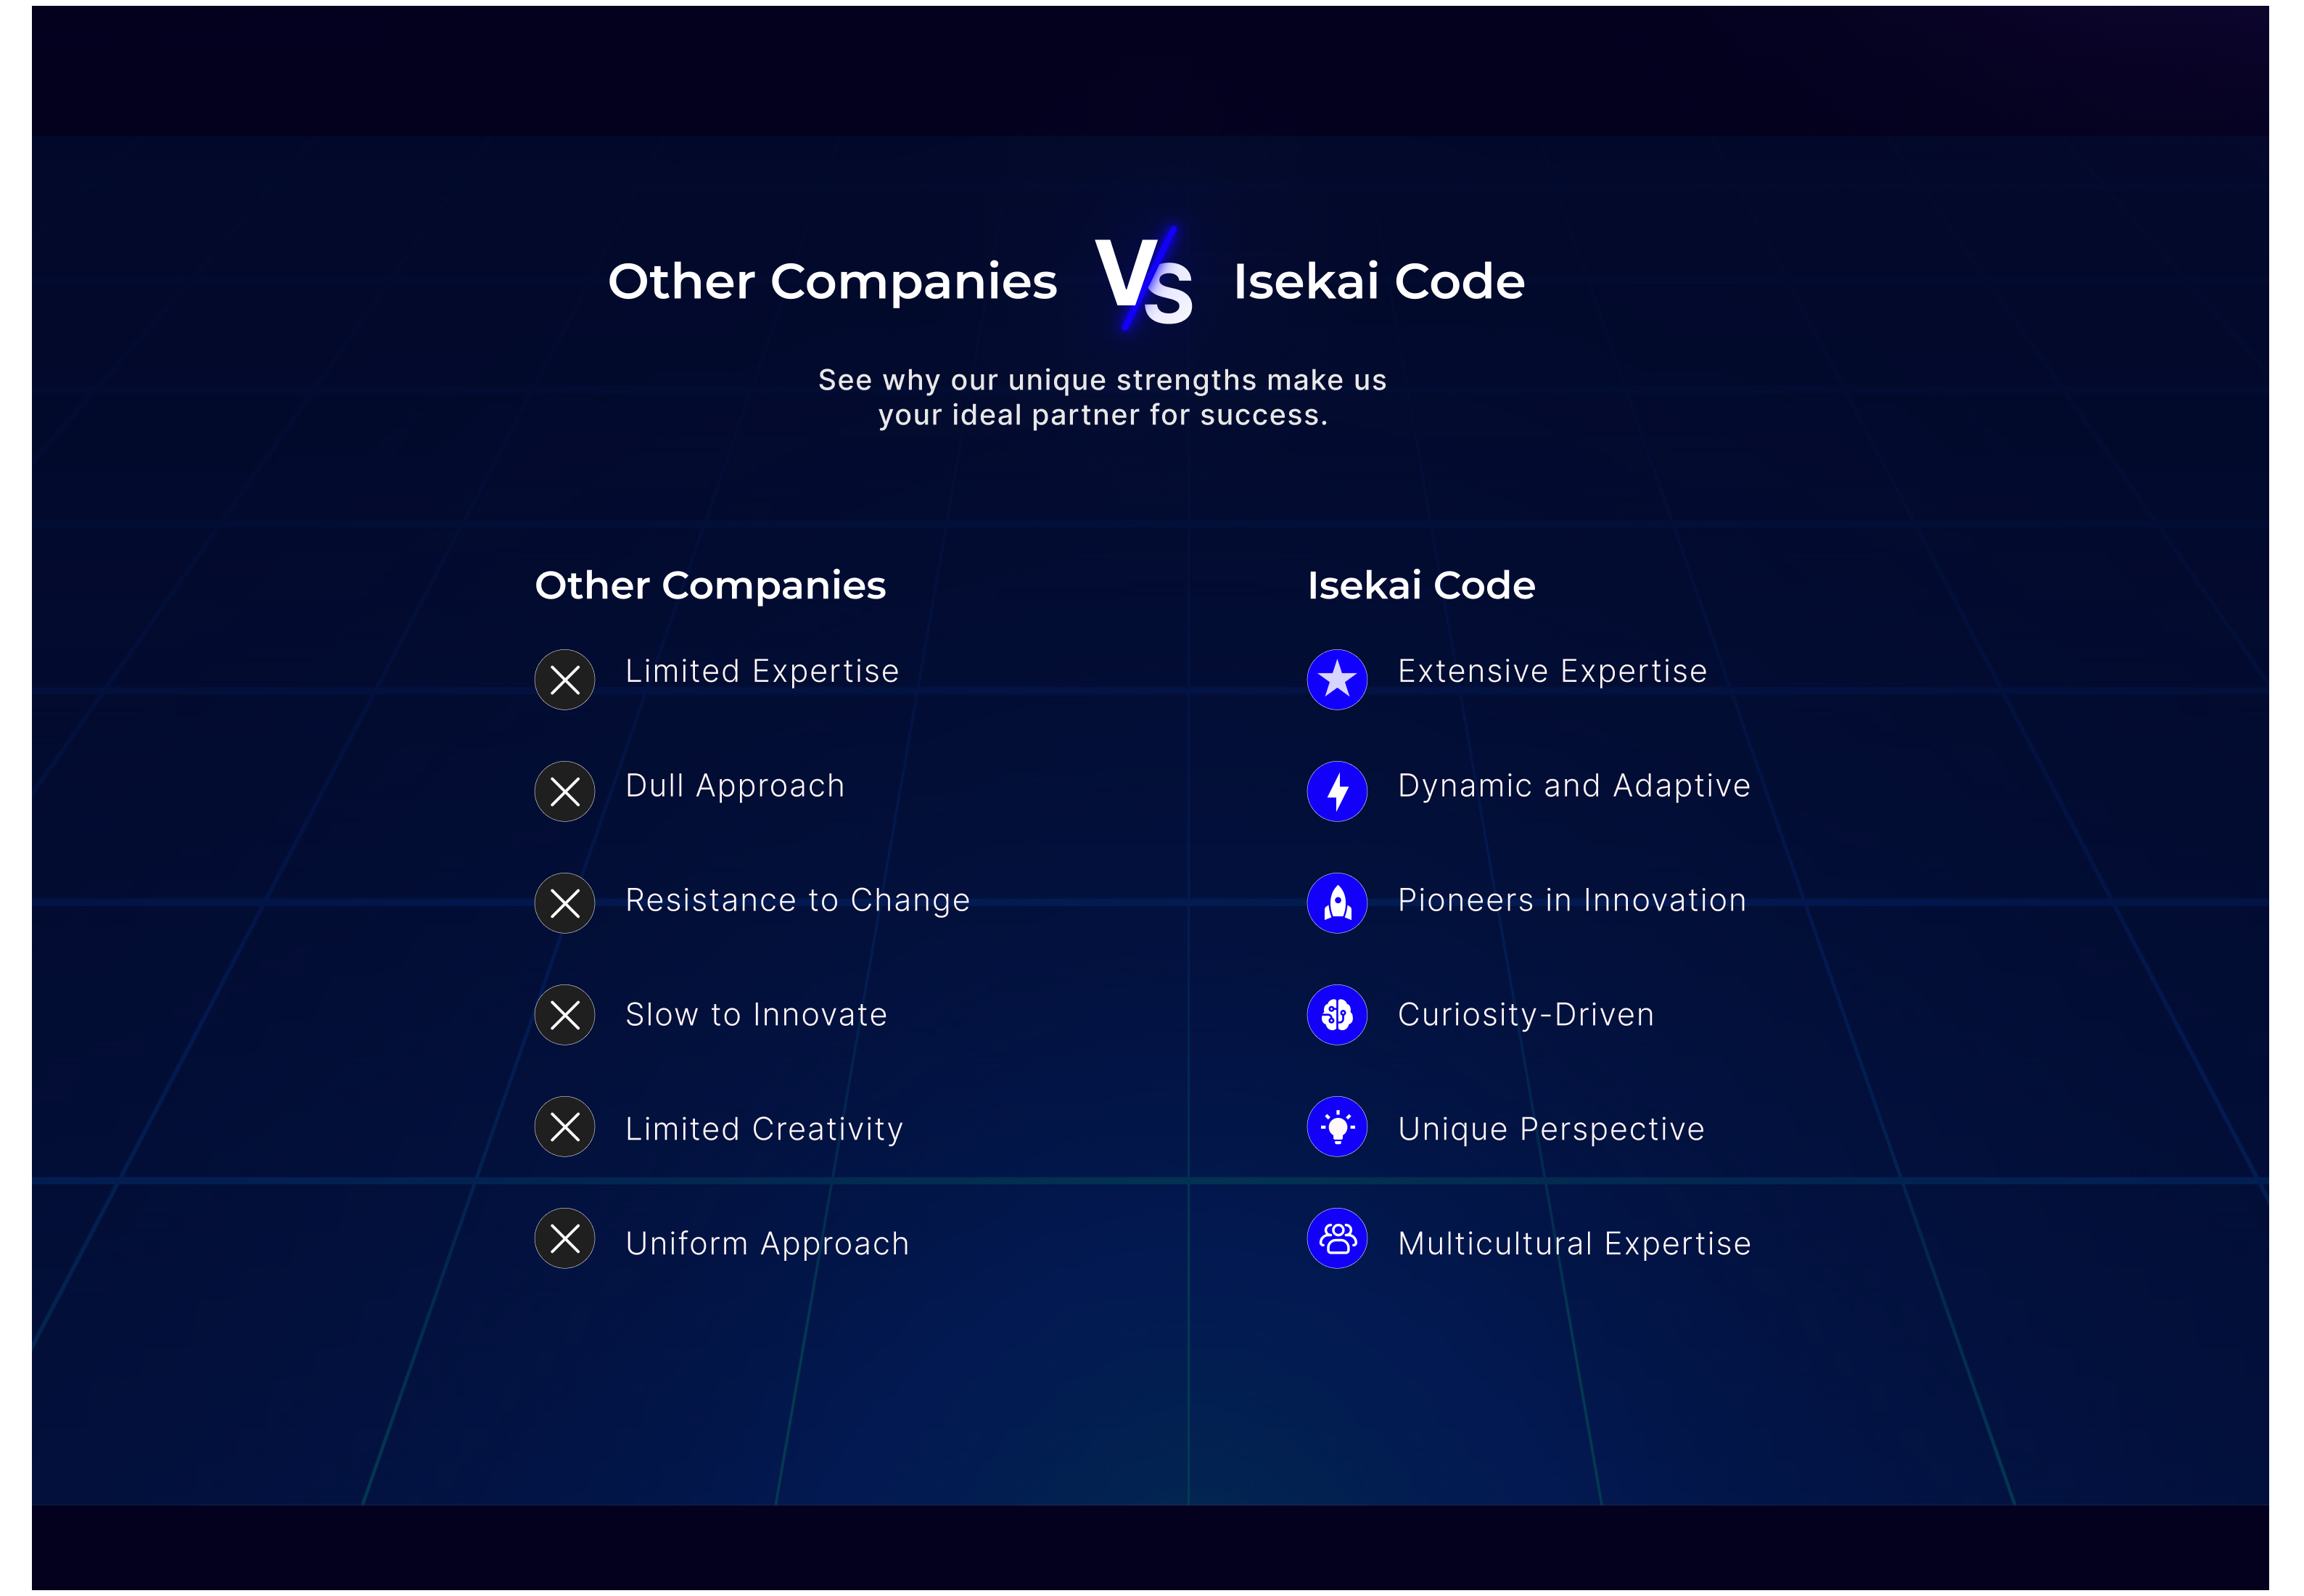 Other Companies Vs Isekai Code
See why our unique strengths make us
your ideal partner for success.
Other Companies
Limited Expertise
Dull Approach
Resistance to Change
Slow to Innovate
Limited Creativity
Uniform Approach
Isekai Code
Extensive Expertise
Dynamic and Adaptive
Pioneers in Innovation
Curiosity-Driven
Unique Perspective
Multicultural Expertise